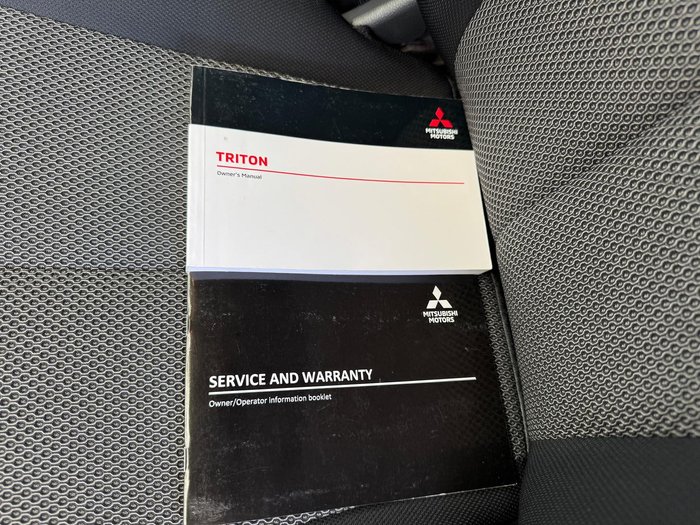 MITSUBISHI
MOTORS
TRITON
Owner's Manual
MITSUBISHI
MOTORS
SERVICE AND WARRANTY
Owner/Operator information booklet